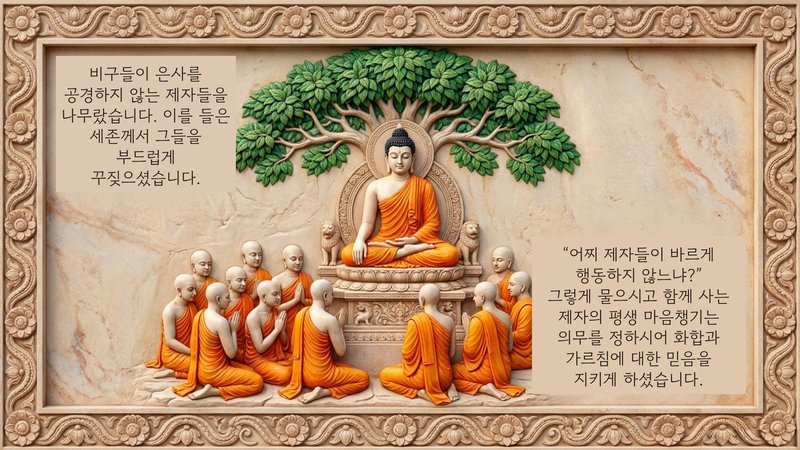 비구들이 은사를
공경하지 않는 제자들을
나무랐습니다. 이를 들은
세존께서 그들을
부드럽게
꾸짖으셨습니다.
“어찌 제자들이 바르게
행동하지 않느냐?”
그렇게 물으시고 함께 사는
제자의 평생 마음챙기는
의무를 정하시어 화합과
가르침에 대한 믿음을
지키게 하셨습니다.